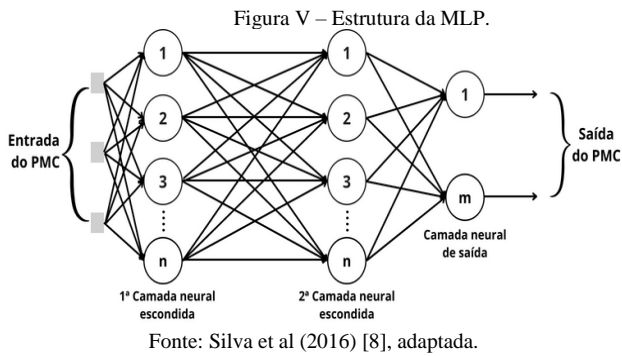 Figura V – Estrutura da MLP.
Entrada
do PMC
1
2
3
n
1ª Camada neural
escondida
1
2
3
n
2ª Camada neural
escondida
1
m
Camada neural
de saída
Saída
do PMC
Fonte: Silva et al (2016) [8], adaptada.